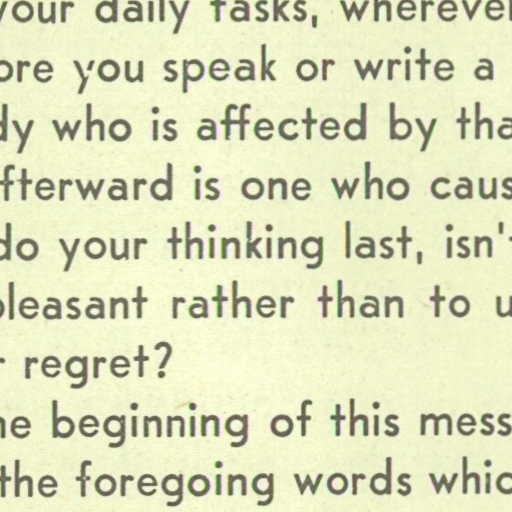 your daily tasks, wherever
ore you speak or write a
dy who is affected by tha
fterward is one who caus
do your thinking last, isn't
pleasant rather than to u
r regret?
he beginning of this mess
the foregoing words whic